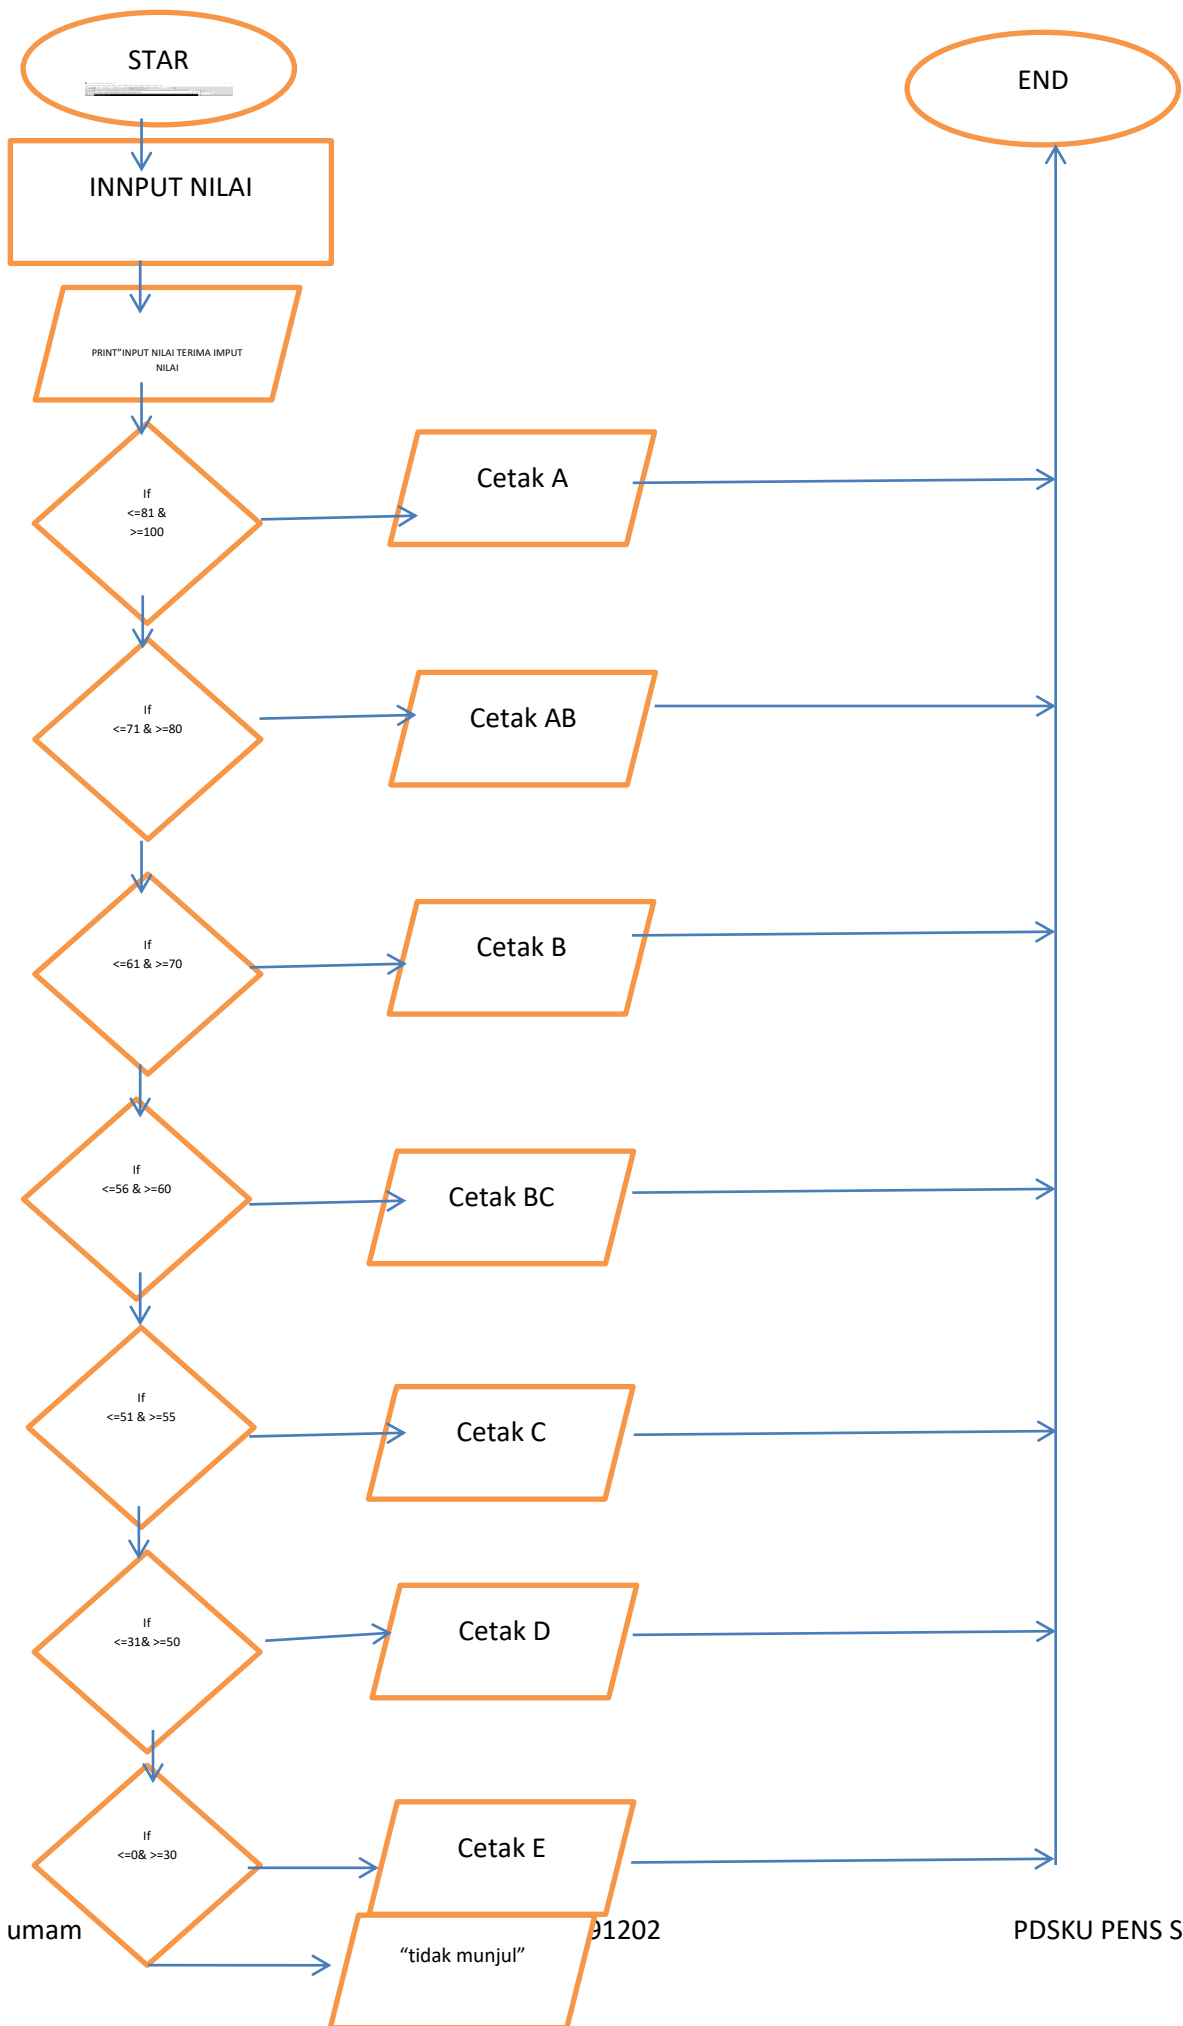 STAR
END
INNPUT NILAI
PRINT"INPUT NILAI TERIMA IMPUT
NILAI
If
<=81 &
>=100
Cetak A
If
<=71 & >=80
Cetak AB
If
<=61 & >=70
Cetak B
If
<=56 & >=60
Cetak BC
If
<=51 & >=55
Cetak C
If
<=31& >=50
Cetak D
If
<=0& >=30
Cetak E
umam 91202 PDSKU PENS S
“tidak munjul”